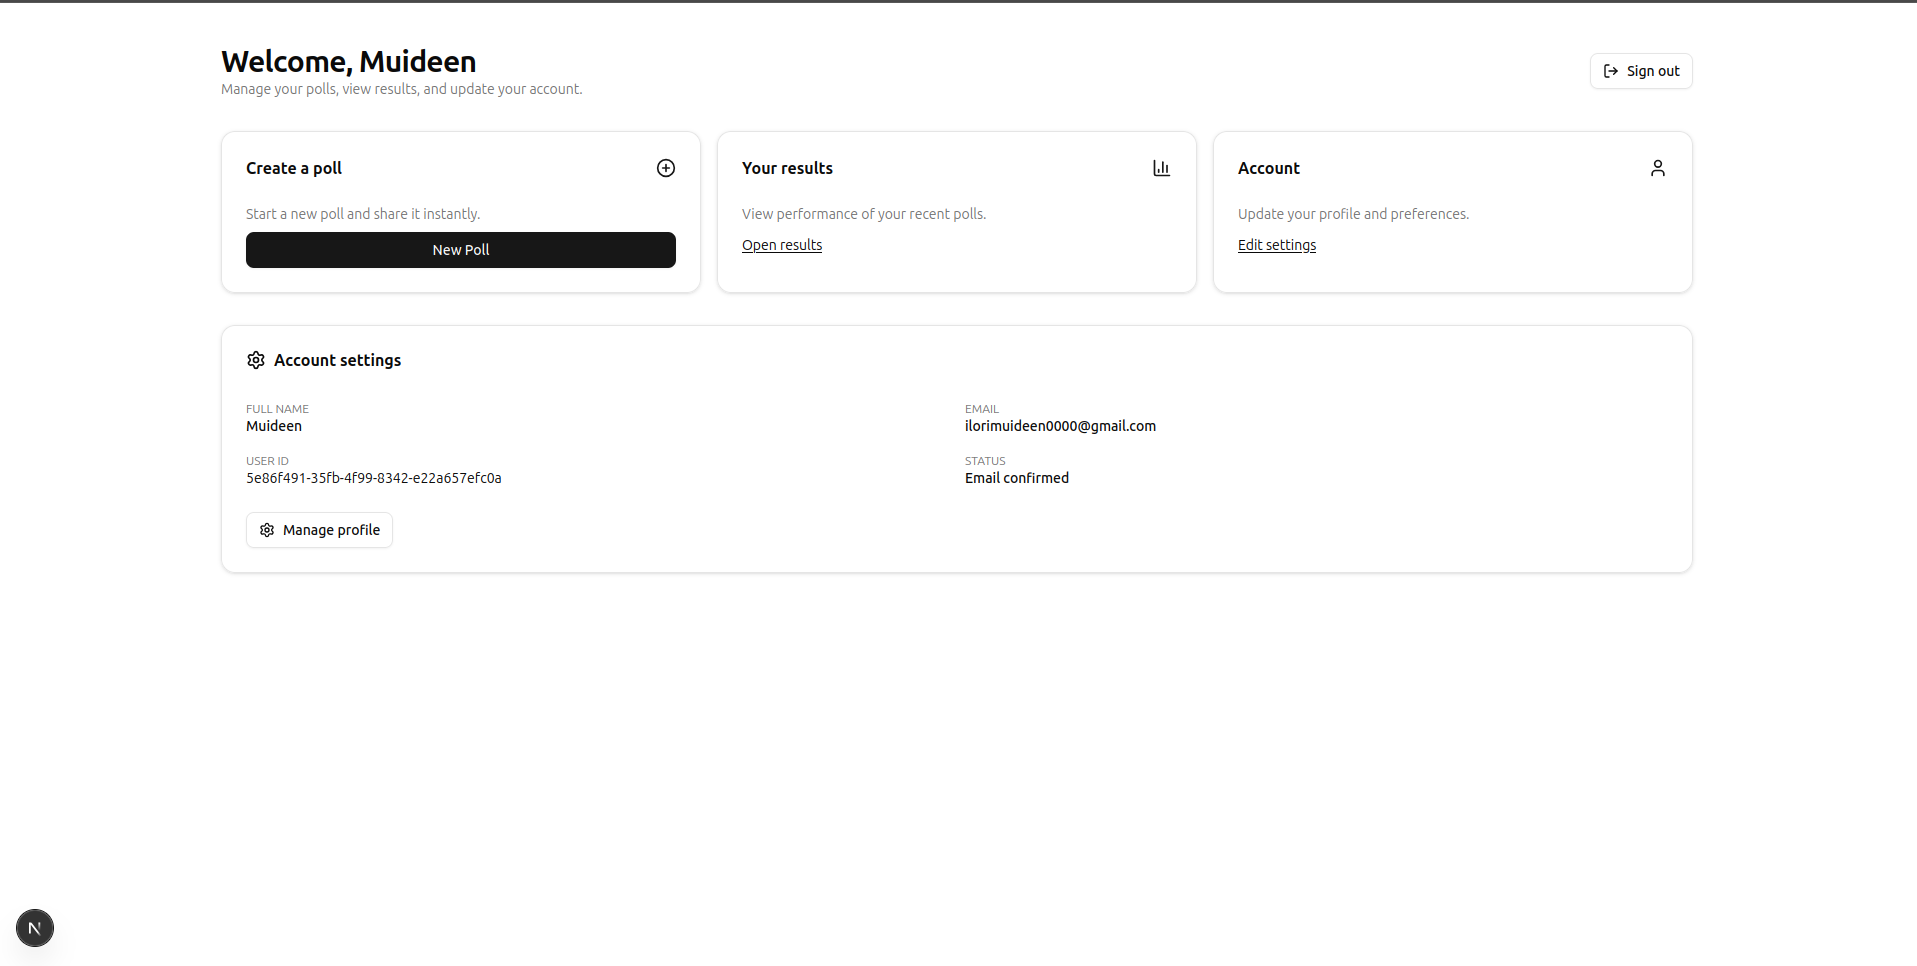 Welcome, Muideen
Manage your polls, view results, and update your account.
Sign out
Create a poll
Start a new poll and share it instantly.
New Poll
Your results
View performance of your recent polls.
Open results
Account
Update your profile and preferences.
Edit settings
Account settings
FULL NAME
Muideen
EMAIL
ilorimuideen0000@gmail.com
USER ID
5e86f491-35fb-4f99-8342-e22a657efc0a
STATUS
Email confirmed
Manage profile
N